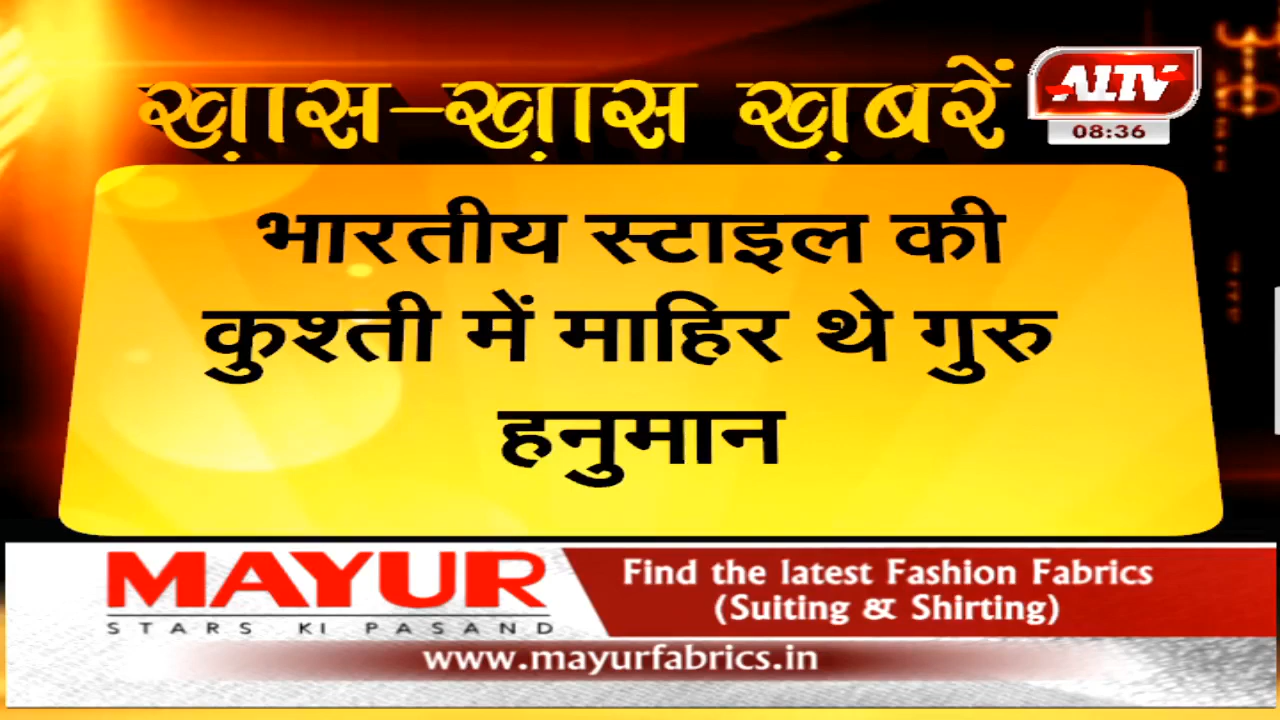 ख़ास-ख़ास ख़बरें
A1TV
08:36
भारतीय स्टाइल की
कुश्ती में माहिर थे गुरु
हनुमान
MAYUR
STARS KI PASAND
Find the latest Fashion Fabrics
(Suiting & Shirting)
www.mayurfabrics.in